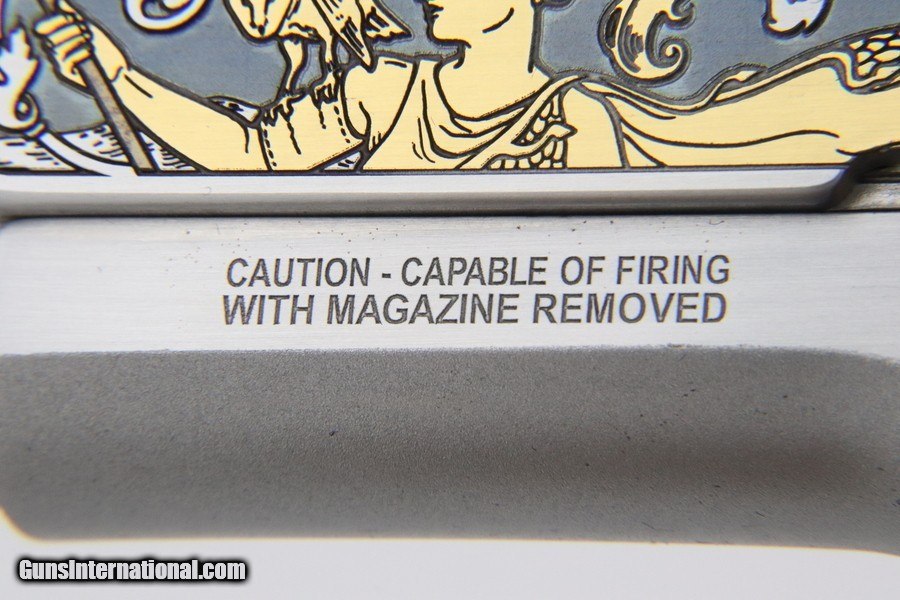 CAUTION - CAPABLE OF FIRING
WITH MAGAZINE REMOVED
GunsInternational.com